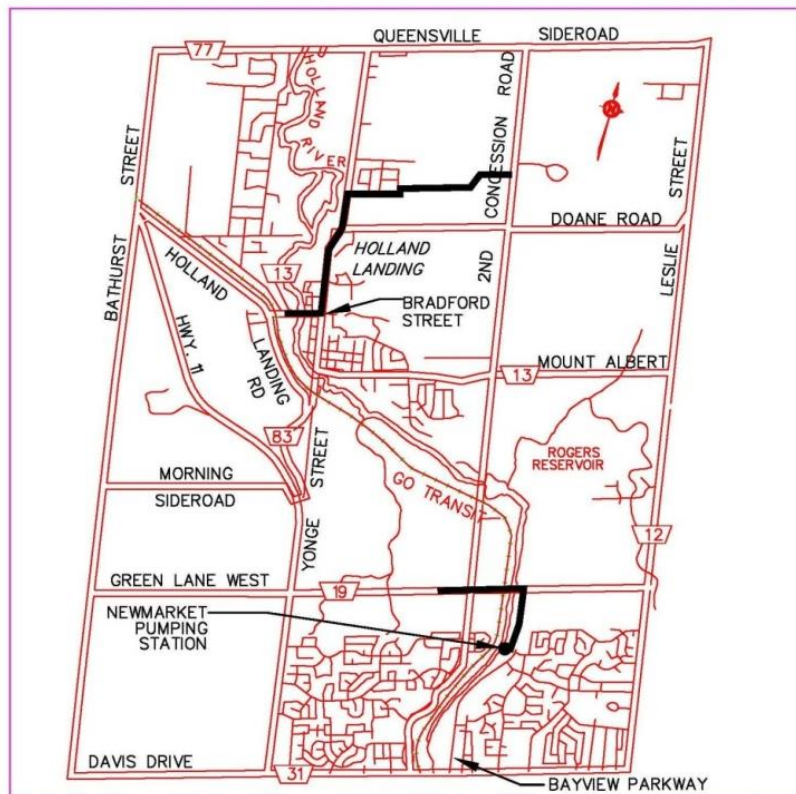 QUEENSVILLE SIDEROAD
77
HOLLAND RIVER
CONCESSION ROAD
2ND
N
STREET
BATHURST
LESLIE
STREET
DOANE ROAD
HOLLAND
LANDING
HOLLAND
LANDING
RD
13
BRADFORD
STREET
HWY. 11
MOUNT ALBERT
13
83
STREET
YONGE
ROGERS
RESERVOIR
MORNING
SIDEROAD
GO TRANSIT
12
GREEN LANE WEST
19
NEWMARKET
PUMPING
STATION
DAVIS DRIVE
31
BAYVIEW PARKWAY